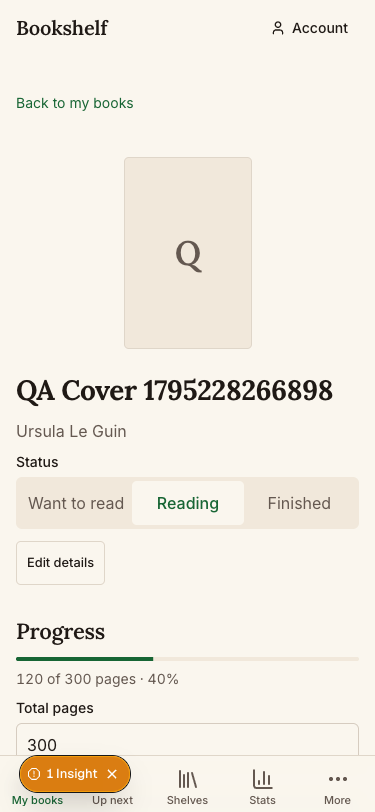 Bookshelf
Account
Back to my books
Q
QA Cover 1795228266898
Ursula Le Guin
Status
Want to read
Reading
Finished
Edit details
Progress
120 of 300 pages · 40%
Total pages
300
1 Insight
My books
Up next
Shelves
Stats
More